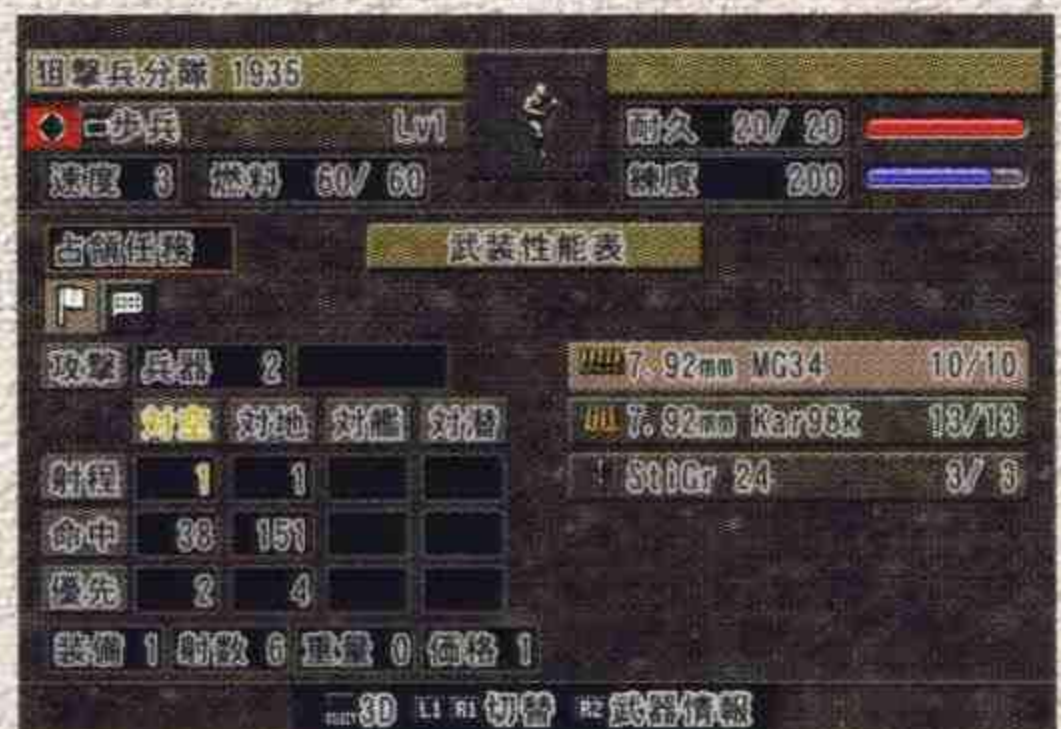 狙撃兵分隊 1935
歩兵 Lv1 耐久 20/ 20
速度 3 燃料 60/ 60 練度 200
占領任務 武装性能表
攻撃 兵器 2 7.92mm MG34 10/10
対空 対地 対艦 対潜 7.92mm Kar98k 13/13
射程 1 1 StiGr 24 3/ 3
命中 38 151
優先 2 4
装備 1 射数 6 重量 0 価格 1
3D L1 R1 切替 R2 武器情報